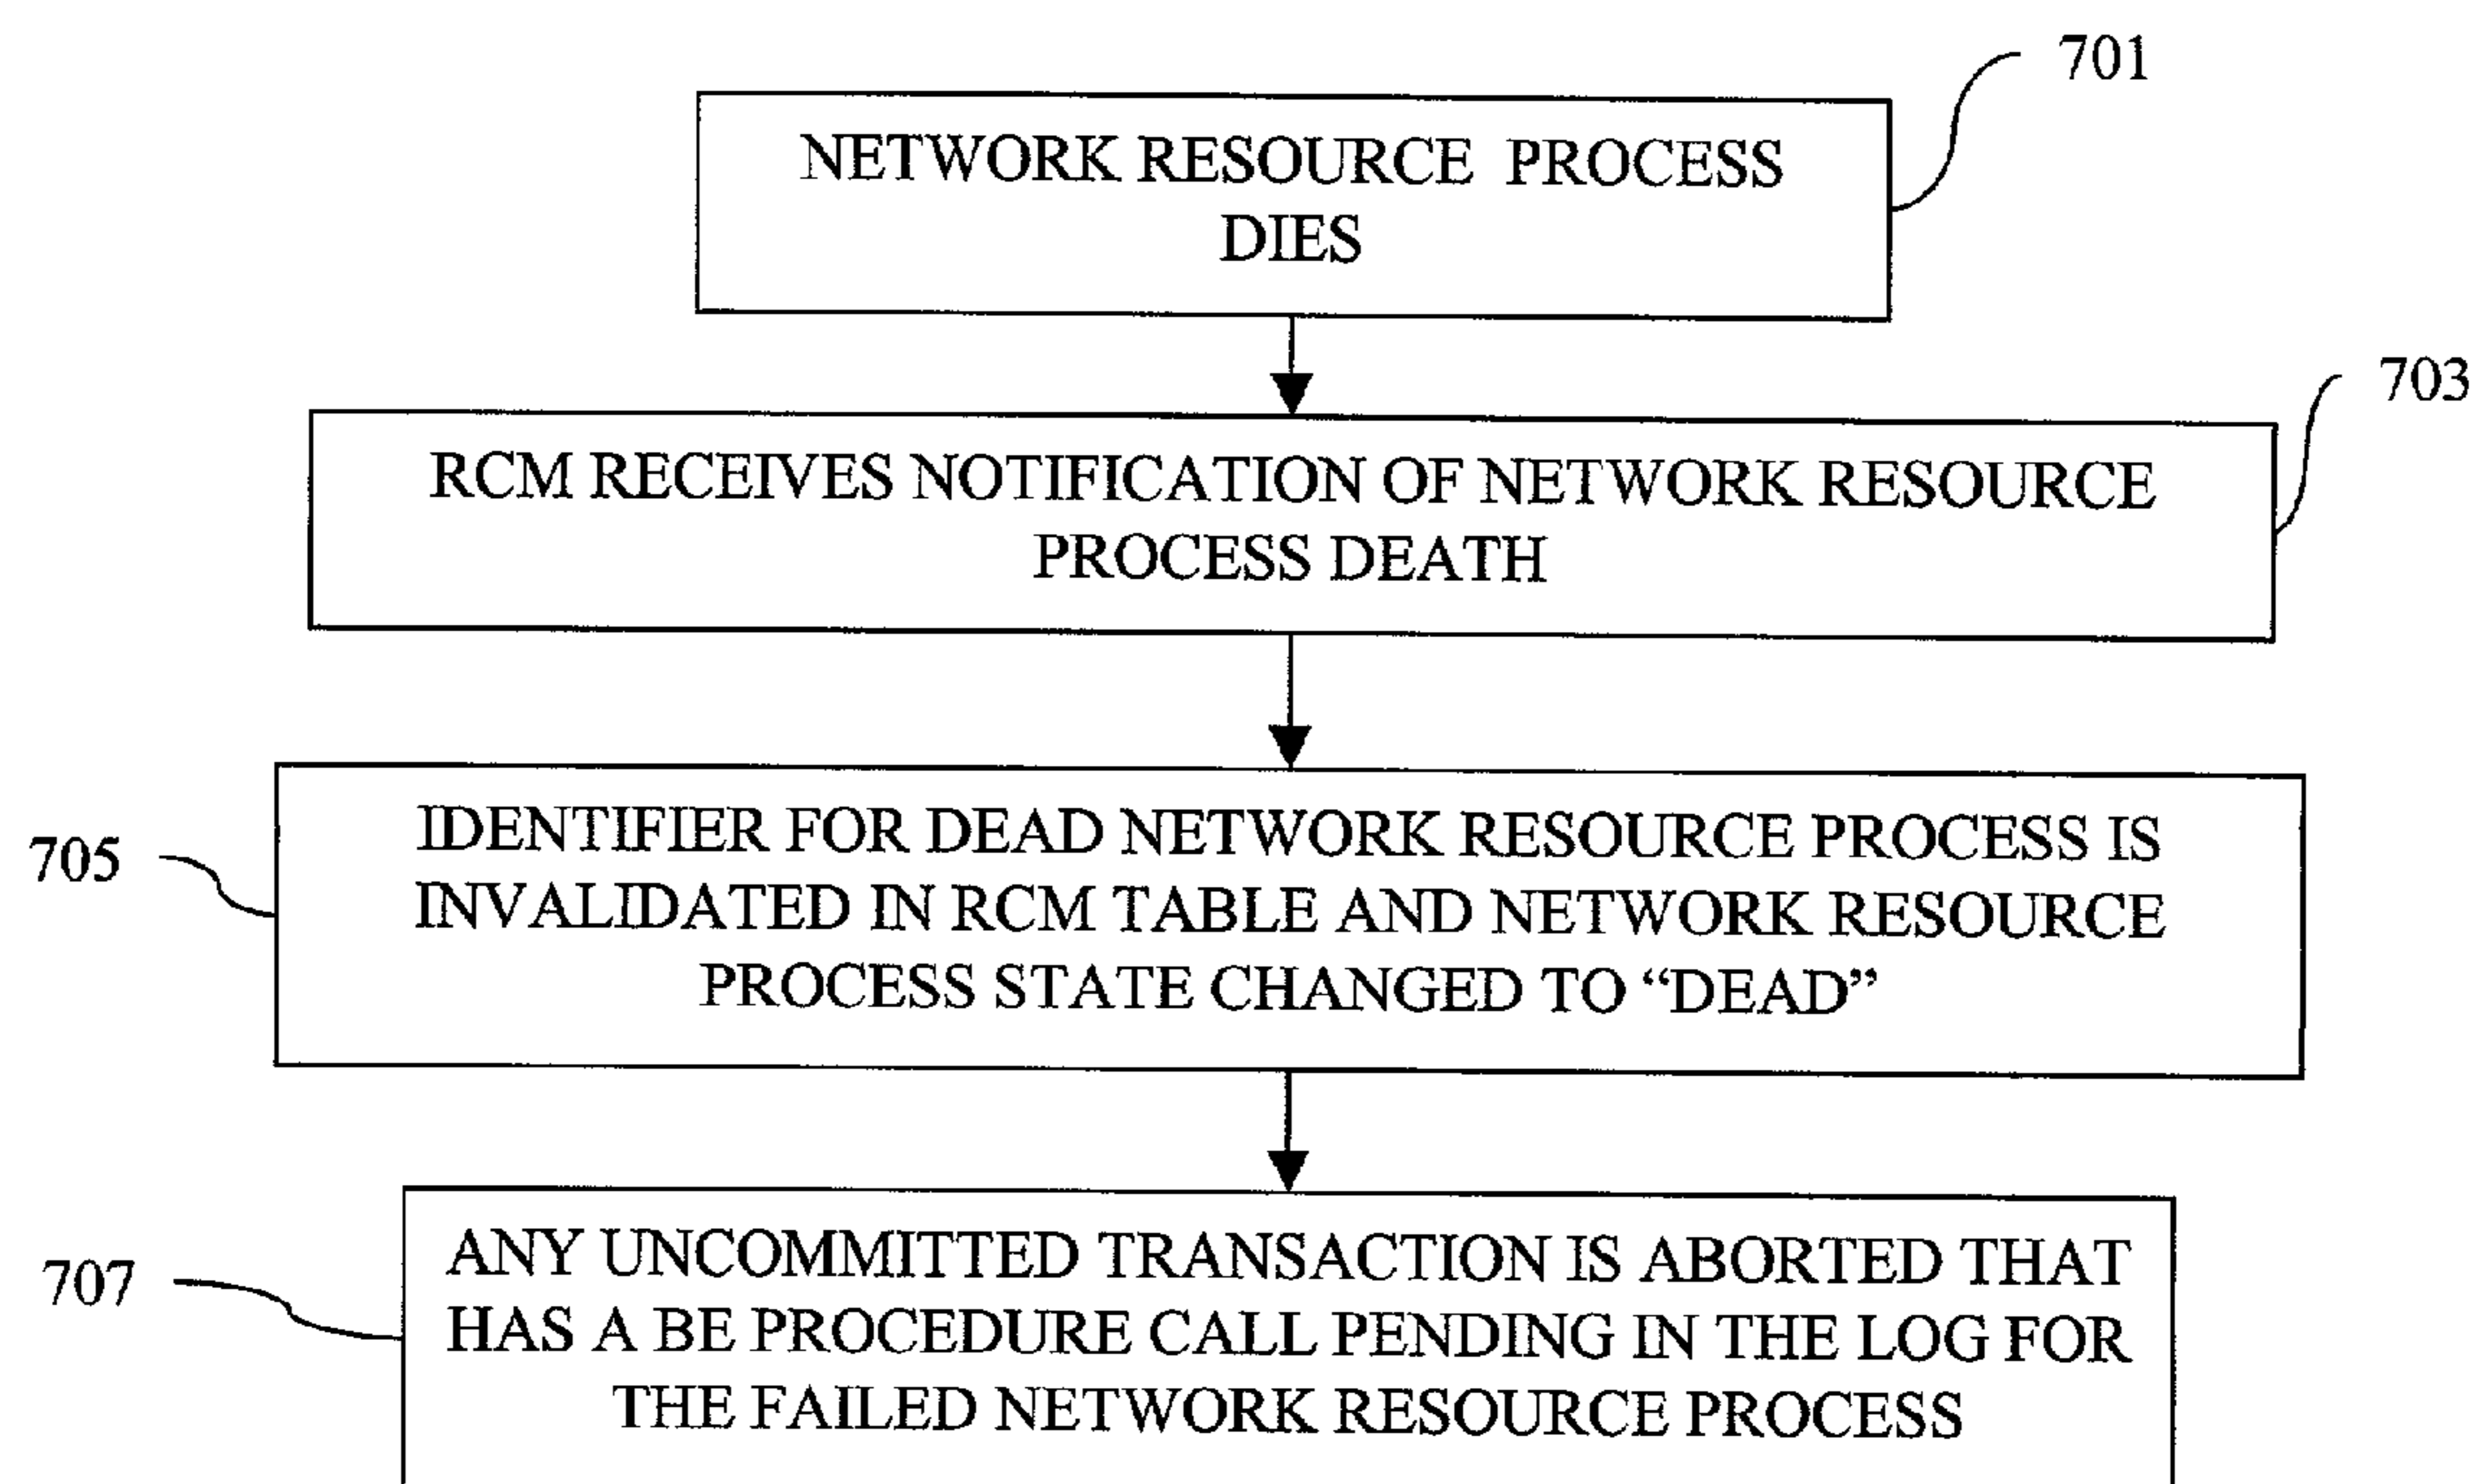 701
NETWORK RESOURCE PROCESS
DIES
703
RCM RECEIVES NOTIFICATION OF NETWORK RESOURCE
PROCESS DEATH
705
IDENTIFIER FOR DEAD NETWORK RESOURCE PROCESS IS
INVALIDATED IN RCM TABLE AND NETWORK RESOURCE
PROCESS STATE CHANGED TO “DEAD”
707
ANY UNCOMMITTED TRANSACTION IS ABORTED THAT
HAS A BE PROCEDURE CALL PENDING IN THE LOG FOR
THE FAILED NETWORK RESOURCE PROCESS